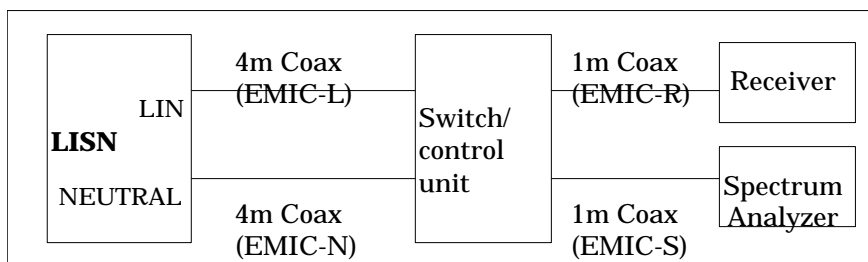 4m Coax
(EMIC-L)
1m Coax
(EMIC-R)
Receiver
LIN
LISN
NEUTRAL
Switch/
control
unit
4m Coax
(EMIC-N)
1m Coax
(EMIC-S)
Spectrum
Analyzer